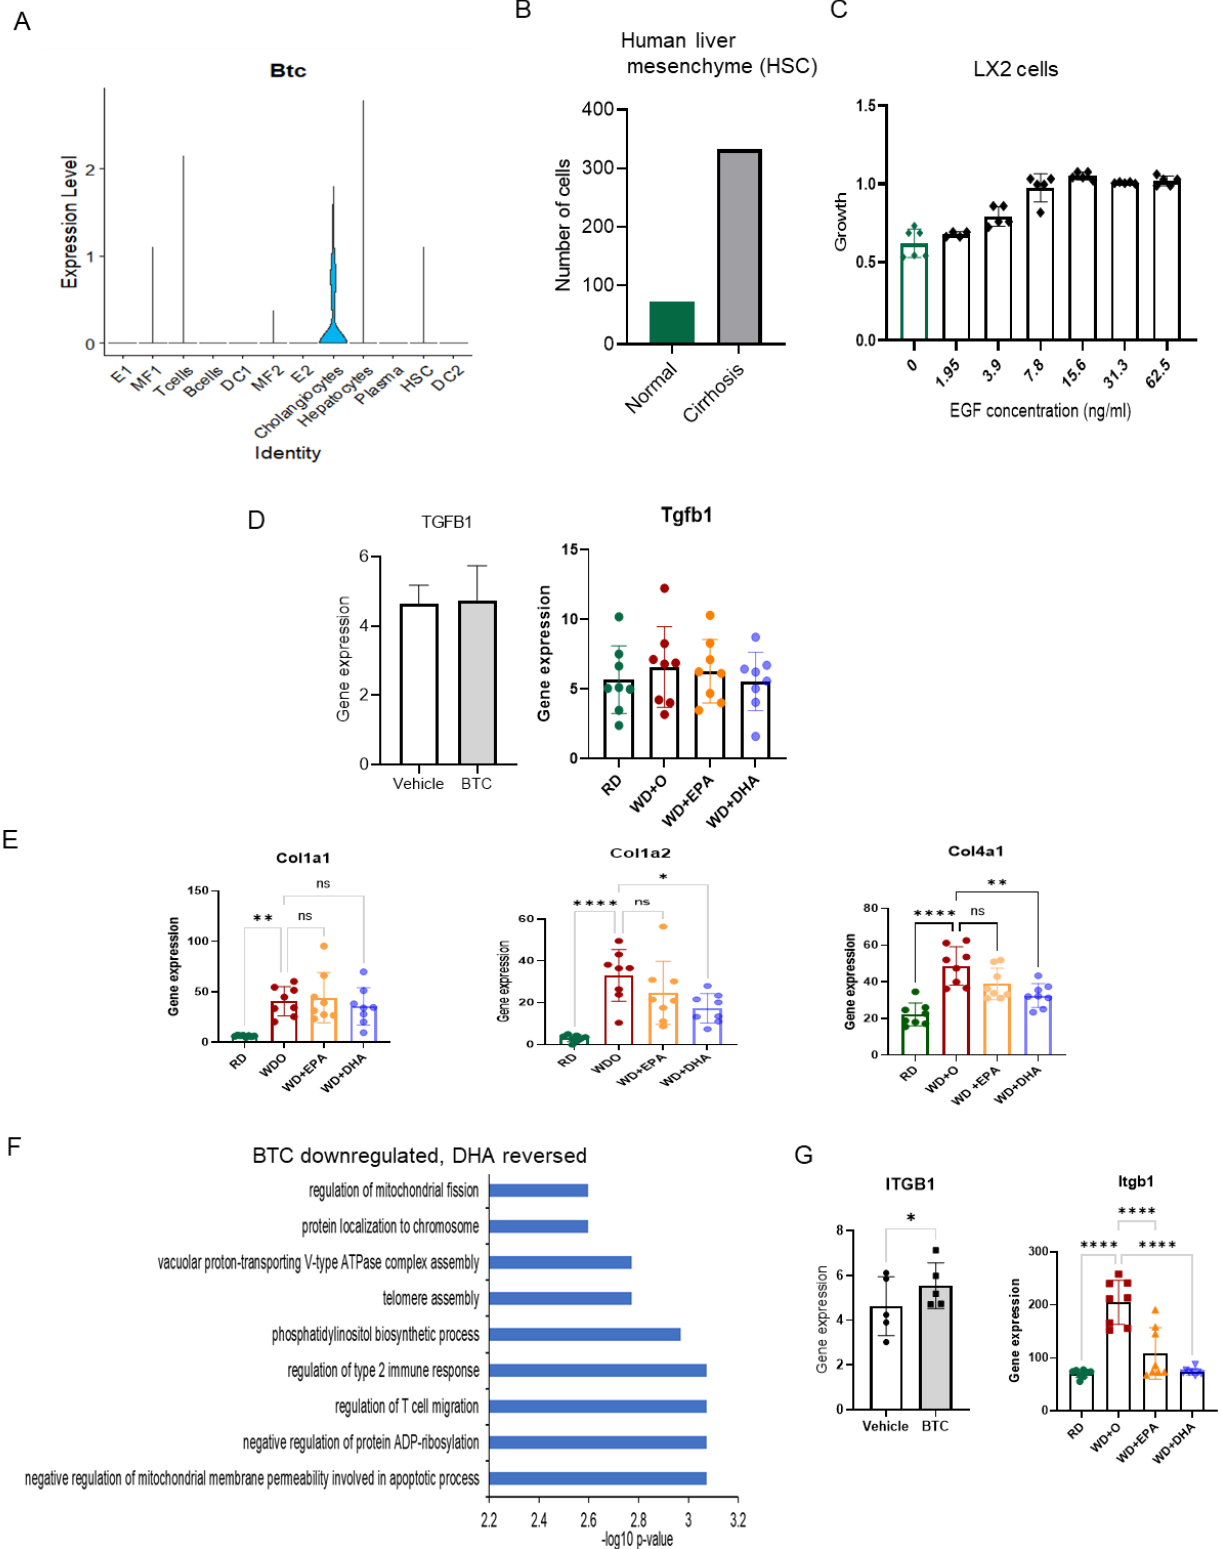 A
Btc
Expression Level
2
1
0
E1
MF1
Tcells
Bcells
DC1
MF2
E2
Cholangiocytes
Hepatocytes
Plasma
HSC
DC2
Identity
B
Human liver
mesenchyme (HSC)
Number of cells
400
300
200
100
0
Normal
Cirrhosis
C
LX2 cells
Growth
1.5
1.0
0.5
0.0
0
1.95
3.9
7.8
15.6
31.3
62.5
EGF concentration (ng/ml)
D
TGFB1
Gene expression
6
4
2
0
Vehicle
BTC
Tgfb1
Gene expression
15
10
5
0
RD
WD+O
WD+EPA
WD+DHA
E
Col1a1
Gene expression
150
100
50
0
ns
** ns
RD
WDO
WD+EPA
WD+DHA
Col1a2
Gene expression
60
40
20
0
*
**** ns
RD
WDO
WD+EPA
WD+DHA
Col4a1
Gene expression
80
60
40
20
0
**
**** ns
RD
WD+O
WD +EPA
WD+DHA
F
BTC downregulated, DHA reversed
regulation of mitochondrial fission
protein localization to chromosome
vacuolar proton-transporting V-type ATPase complex assembly
telomere assembly
phosphatidylinositol biosynthetic process
regulation of type 2 immune response
regulation of T cell migration
negative regulation of protein ADP-ribosylation
negative regulation of mitochondrial membrane permeability involved in apoptotic process
2.2 2.4 2.6 2.8 3 3.2
-log10 p-value
G
ITGB1
Gene expression
8
6
4
2
0
*
Vehicle
BTC
Itgb1
Gene expression
300
200
100
0
****
**** ****
RD
WD+O
WD+EPA
WD+DHA